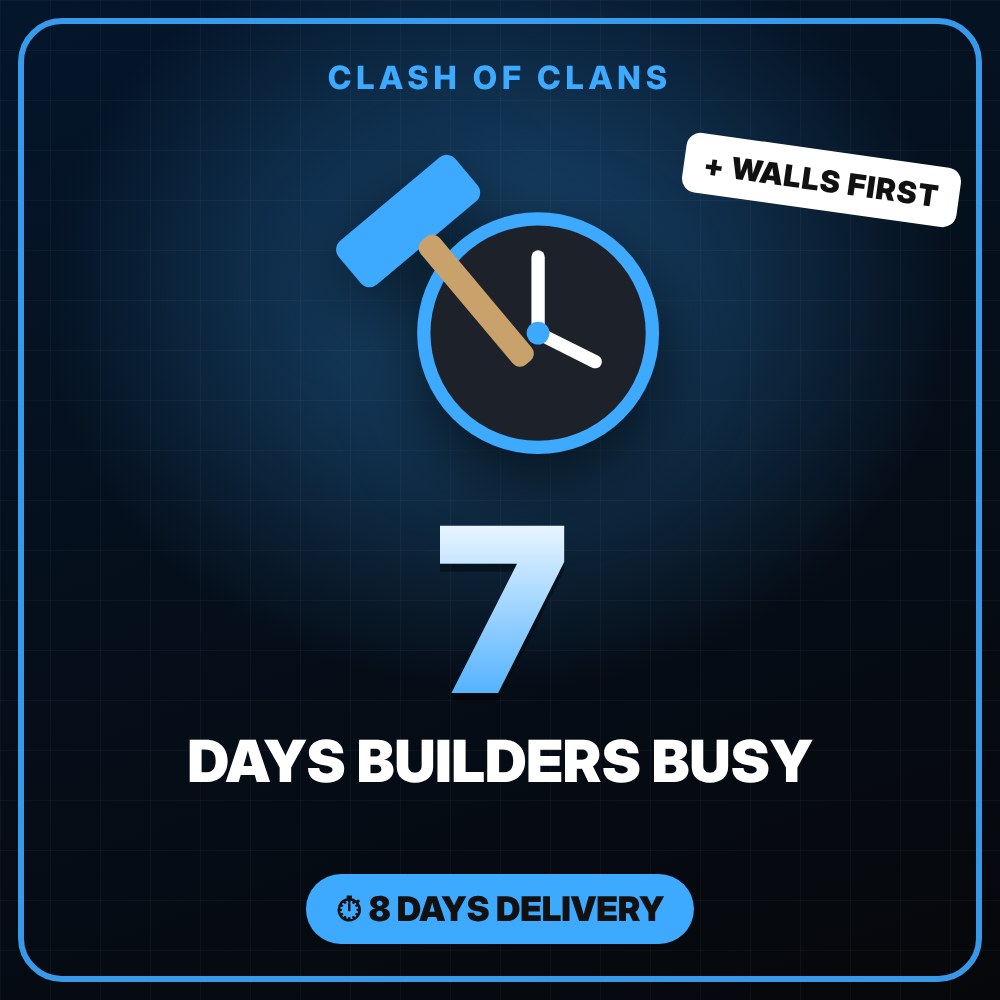 CLASH OF CLANS
+ WALLS FIRST
7
DAYS BUILDERS BUSY
⏱ 8 DAYS DELIVERY